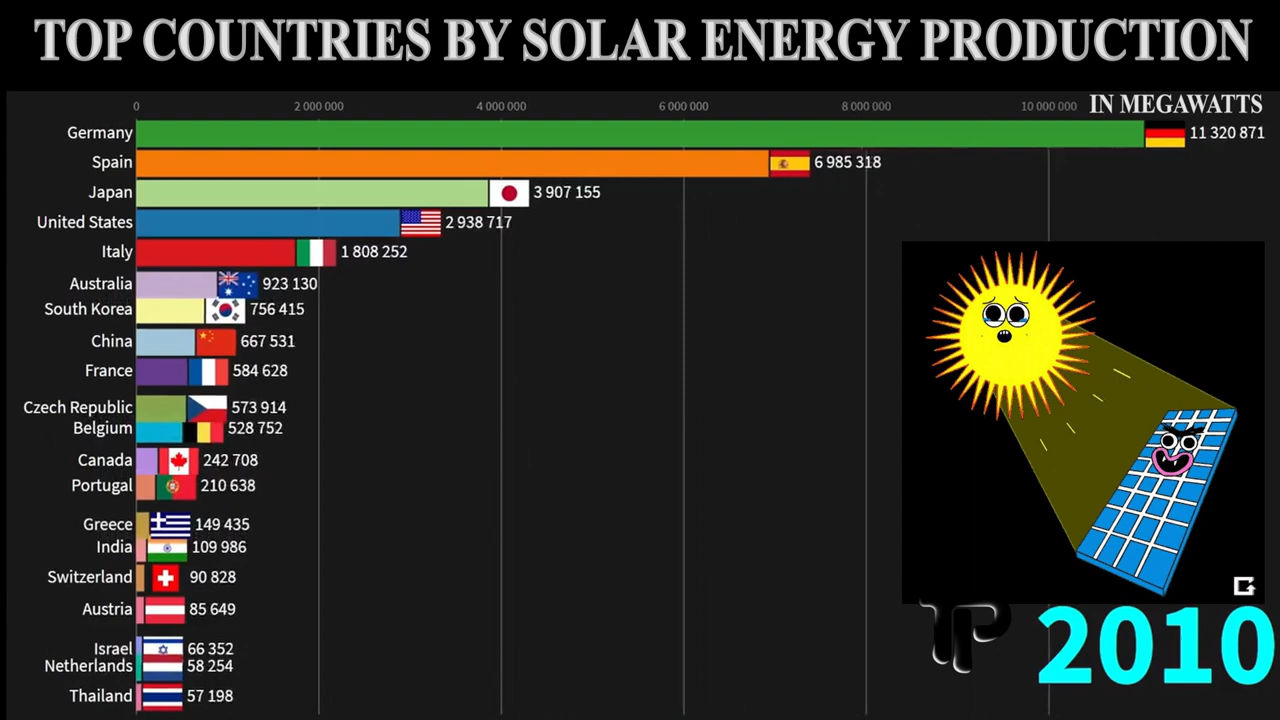 TOP COUNTRIES BY SOLAR ENERGY PRODUCTION
0 2 000 000 4 000 000 6 000 000 8 000 000 10 000 000 IN MEGAWATTS
Germany 11 320 871
Spain 6 985 318
Japan 3 907 155
United States 2 938 717
Italy 1 808 252
Australia 923 130
South Korea 756 415
China 667 531
France 584 628
Czech Republic 573 914
Belgium 528 752
Canada 242 708
Portugal 210 638
Greece 149 435
India 109 986
Switzerland 90 828
Austria 85 649
Israel 66 352
Netherlands 58 254
Thailand 57 198
2010